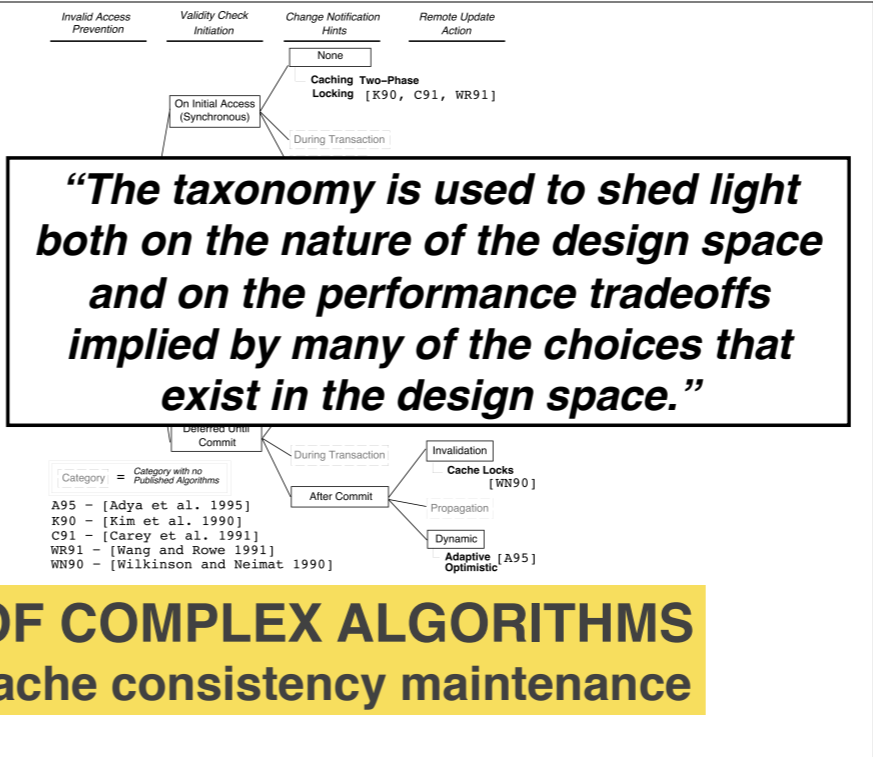 Invalid Access
Prevention
Validity Check
Initiation
Change Notification
Hints
Remote Update
Action
None
Caching Two-Phase
Locking [K90, C91, WR91]
On Initial Access
(Synchronous)
During Transaction
“The taxonomy is used to shed light
both on the nature of the design space
and on the performance tradeoffs
implied by many of the choices that
exist in the design space.”
Deferred Until
Commit
During Transaction
After Commit
Invalidation
Cache Locks
[WN90]
Propagation
Dynamic
Adaptive [A95]
Optimistic
Category = Category with no
Published Algorithms
A95 - [Adya et al. 1995]
K90 - [Kim et al. 1990]
C91 - [Carey et al. 1991]
WR91 - [Wang and Rowe 1991]
WN90 - [Wilkinson and Neimat 1990]
OF COMPLEX ALGORITHMS
ache consistency maintenance